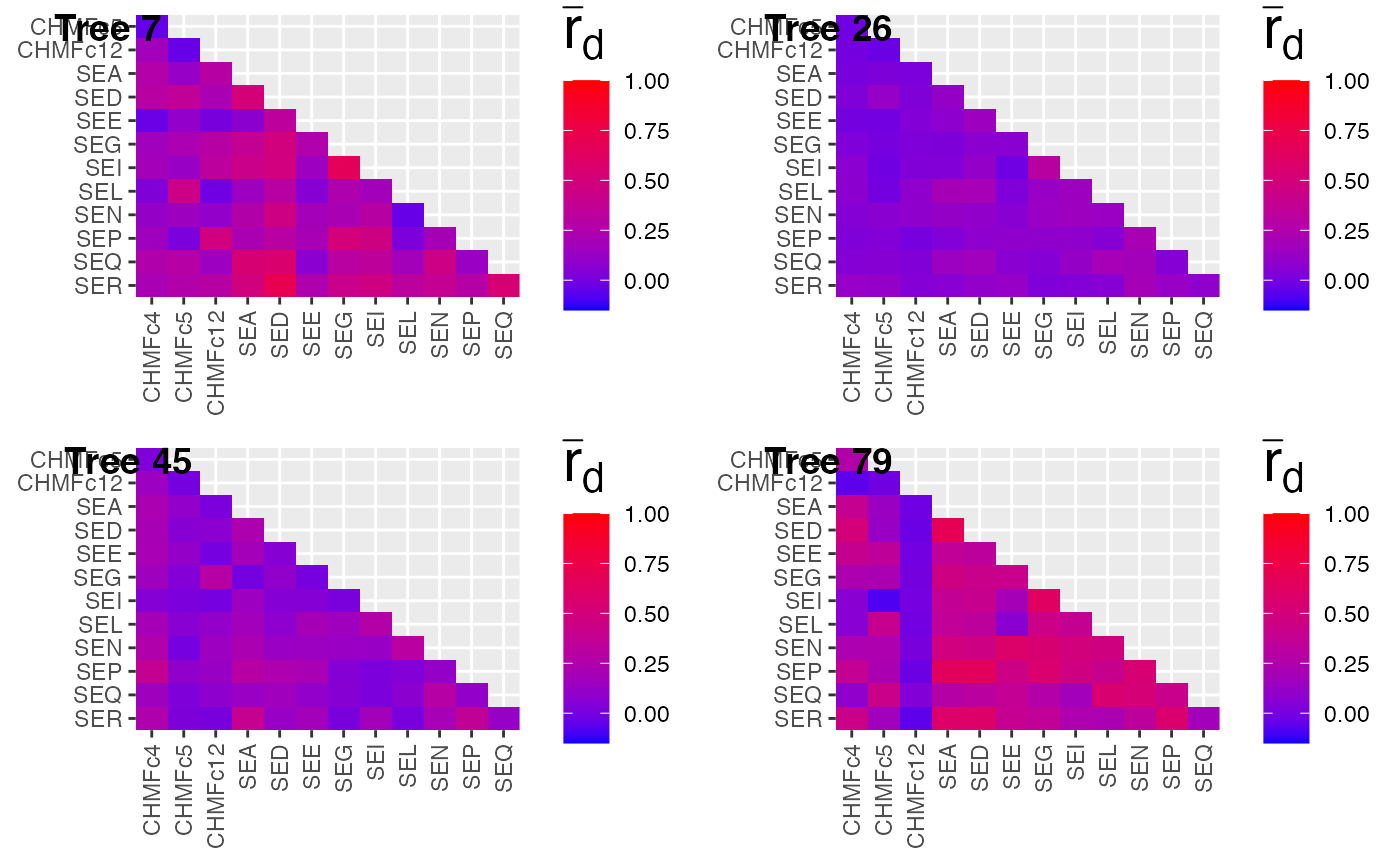 Tree 7
CHMFc5
CHMFc12
SEA
SED
SEE
SEG
SEI
SEL
SEN
SEP
SEQ
SER
CHMFc4
CHMFc5
CHMFc12
SEA
SED
SEE
SEG
SEI
SEL
SEN
SEP
SEQ
r̄d
1.00
0.75
0.50
0.25
0.00
Tree 26
CHMFc5
CHMFc12
SEA
SED
SEE
SEG
SEI
SEL
SEN
SEP
SEQ
SER
CHMFc4
CHMFc5
CHMFc12
SEA
SED
SEE
SEG
SEI
SEL
SEN
SEP
SEQ
r̄d
1.00
0.75
0.50
0.25
0.00
Tree 45
CHMFc5
CHMFc12
SEA
SED
SEE
SEG
SEI
SEL
SEN
SEP
SEQ
SER
CHMFc4
CHMFc5
CHMFc12
SEA
SED
SEE
SEG
SEI
SEL
SEN
SEP
SEQ
r̄d
1.00
0.75
0.50
0.25
0.00
Tree 79
CHMFc5
CHMFc12
SEA
SED
SEE
SEG
SEI
SEL
SEN
SEP
SEQ
SER
CHMFc4
CHMFc5
CHMFc12
SEA
SED
SEE
SEG
SEI
SEL
SEN
SEP
SEQ
r̄d
1.00
0.75
0.50
0.25
0.00